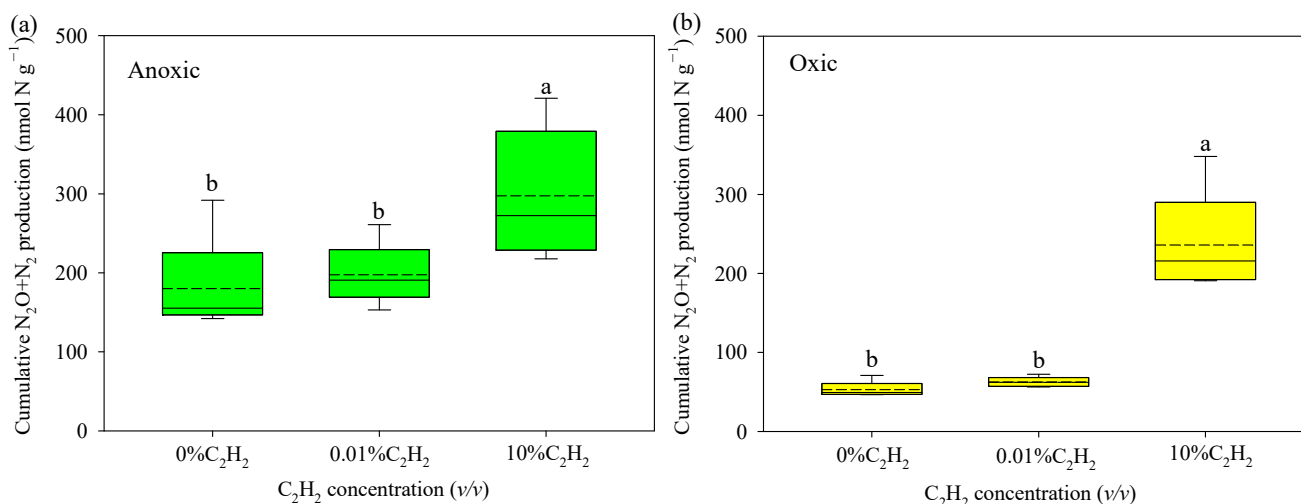 (a)
Cumulative N₂O+N₂ production (nmol N g⁻¹)
500
400
300
200
100
0
Anoxic
b
b
a
0%C₂H₂
0.01%C₂H₂
10%C₂H₂
C₂H₂ concentration (v/v)
(b)
Cumulative N₂O+N₂ production (nmol N g⁻¹)
500
400
300
200
100
0
Oxic
b
b
a
0%C₂H₂
0.01%C₂H₂
10%C₂H₂
C₂H₂ concentration (v/v)